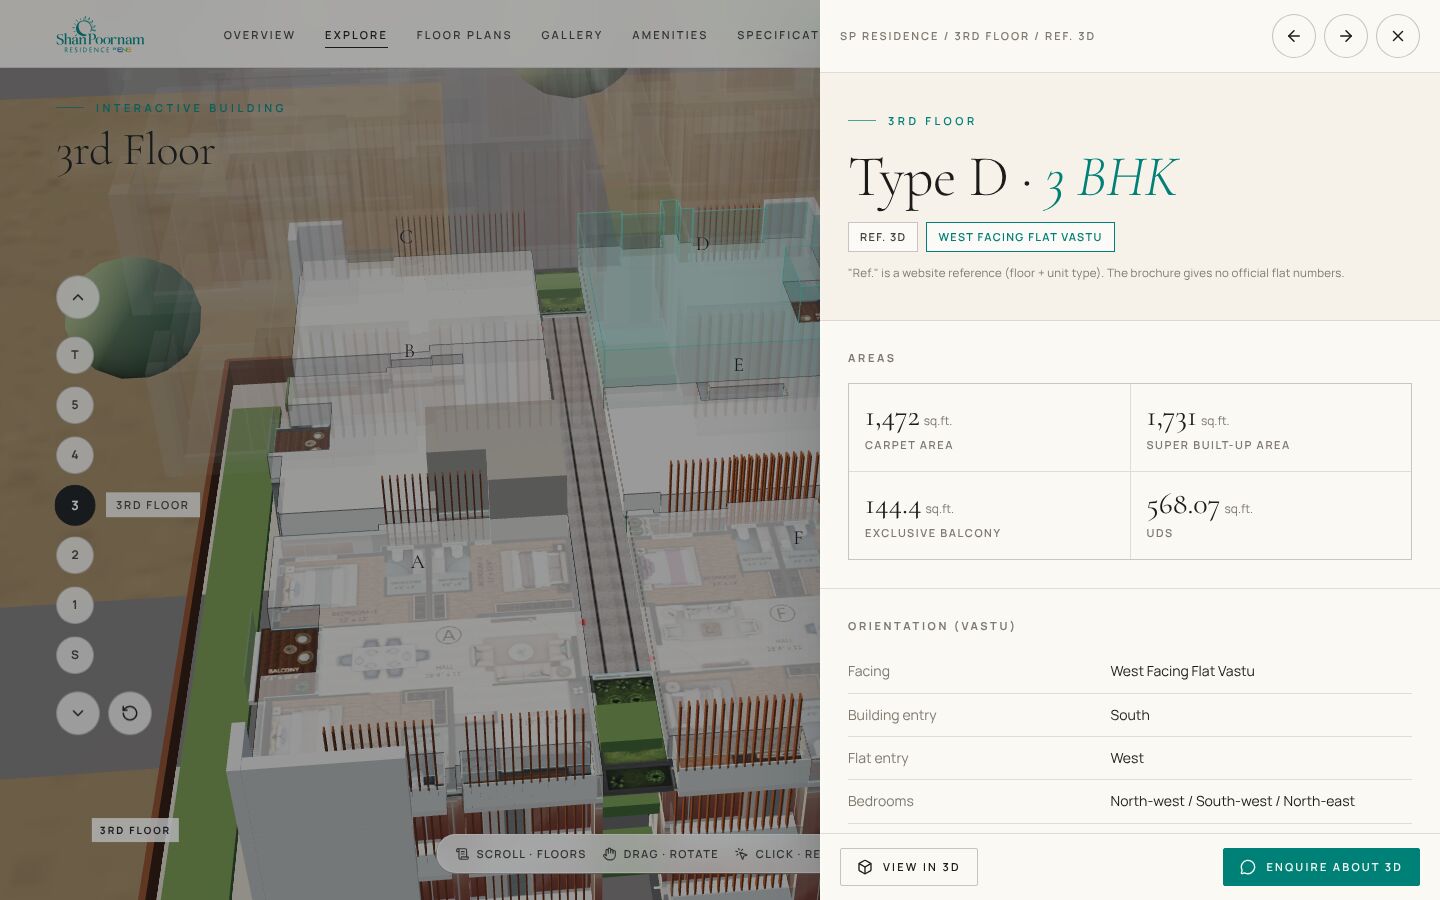 Shan Poornam
RESIDENCE
OVERVIEW
EXPLORE
FLOOR PLANS
GALLERY
AMENITIES
SPECIFICAT
INTERACTIVE BUILDING
3rd Floor
T
5
4
3
3RD FLOOR
2
1
S
3RD FLOOR
C
D
B
E
A
F
A
F
HALL
HALL
BALCONY
SCROLL · FLOORS
DRAG · ROTATE
CLICK · RE
SP RESIDENCE / 3RD FLOOR / REF. 3D
3RD FLOOR
Type D · 3 BHK
REF. 3D
WEST FACING FLAT VASTU
"Ref." is a website reference (floor + unit type). The brochure gives no official flat numbers.
AREAS
1,472 sq.ft.
CARPET AREA
1,731 sq.ft.
SUPER BUILT-UP AREA
144.4 sq.ft.
EXCLUSIVE BALCONY
568.07 sq.ft.
UDS
ORIENTATION (VASTU)
Facing West Facing Flat Vastu
Building entry South
Flat entry West
Bedrooms North-west / South-west / North-east
VIEW IN 3D
ENQUIRE ABOUT 3D